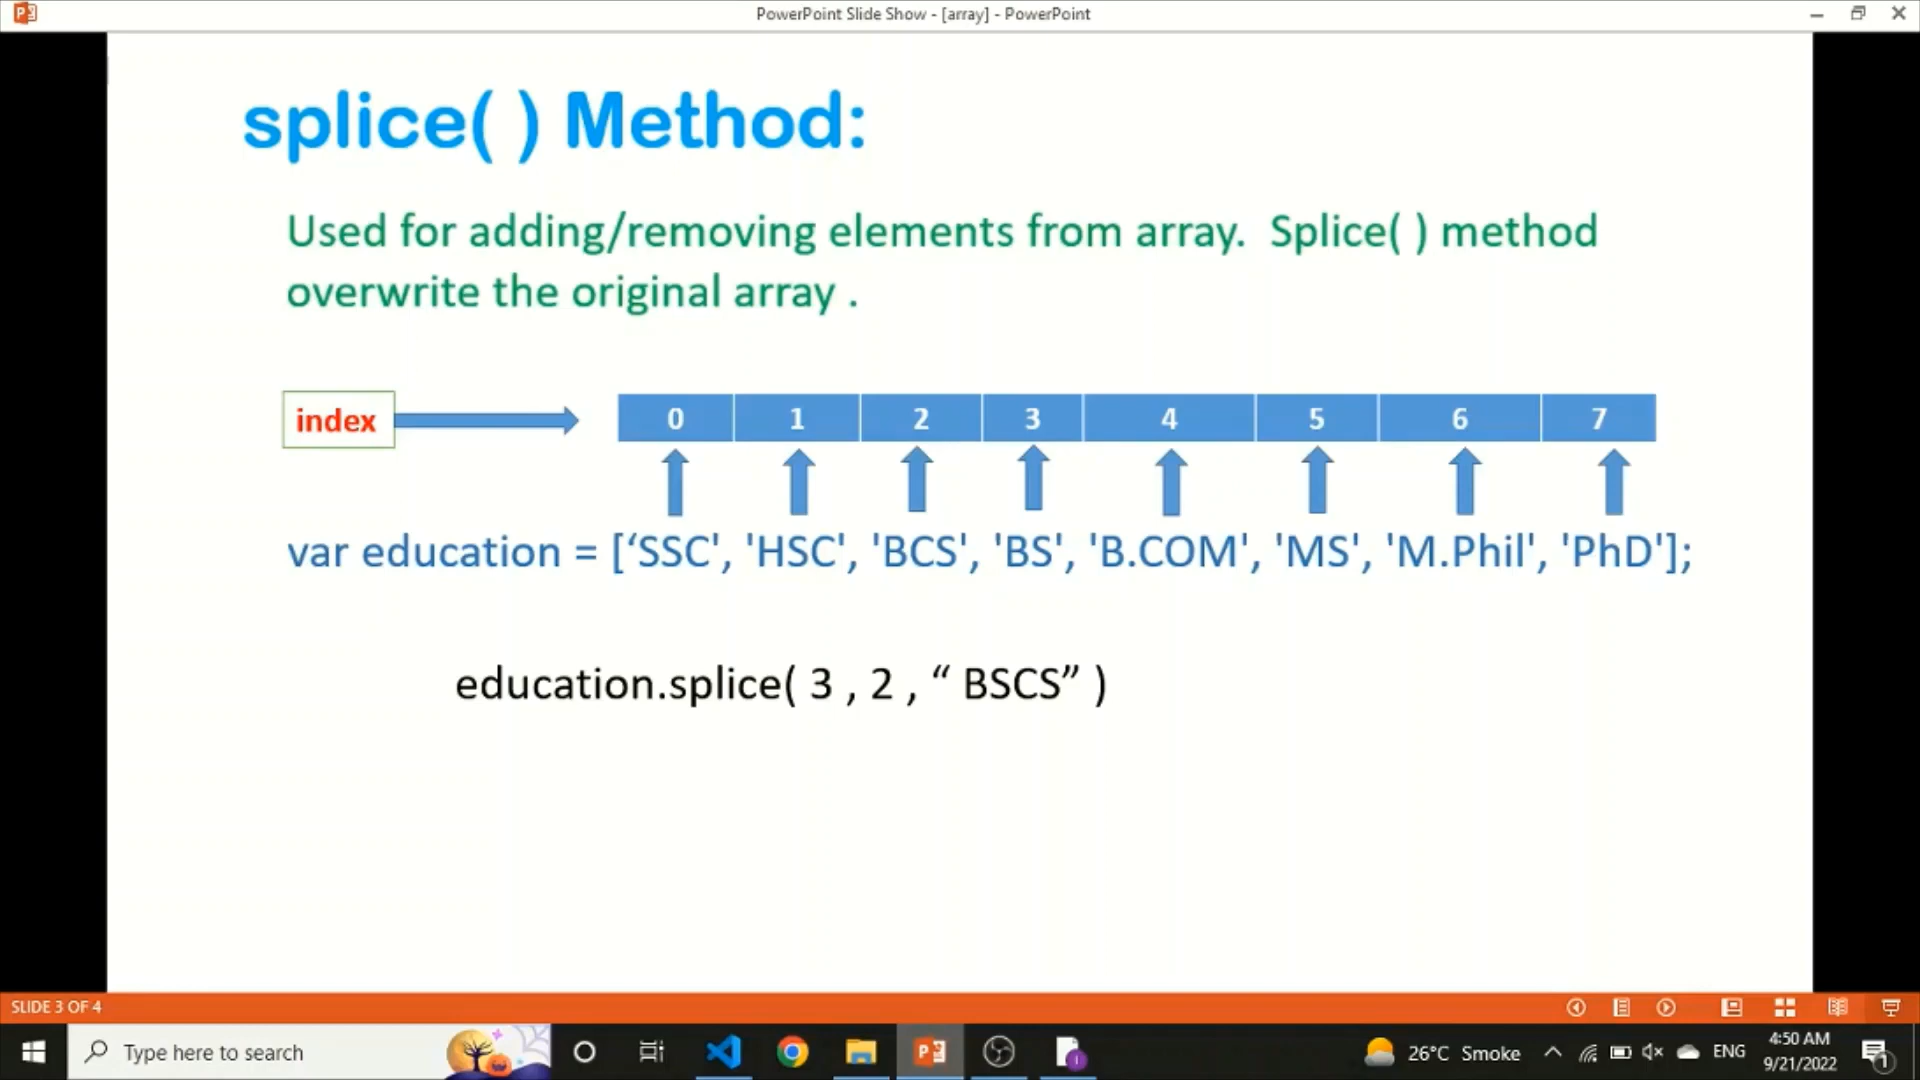 PowerPoint Slide Show - [array] - PowerPoint
splice( ) Method:
Used for adding/removing elements from array.  Splice( ) method
overwrite the original array .
index
0 1 2 3 4 5 6 7
var education = [‘SSC', 'HSC', 'BCS', 'BS', 'B.COM', 'MS', 'M.Phil', 'PhD'];
education.splice( 3 , 2 , “ BSCS” )
SLIDE 3 OF 4
Type here to search
26°C Smoke
ENG
4:50 AM
9/21/2022
1